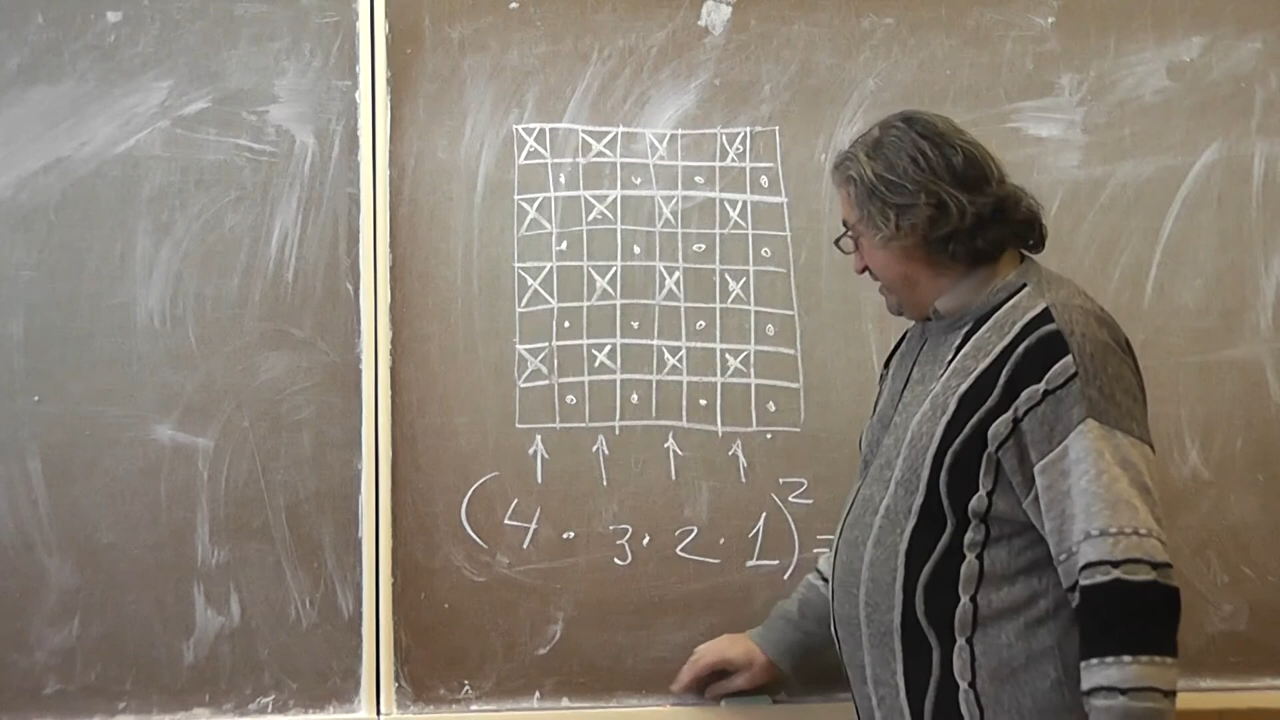 (4 · 3 · 2 · 1)² =